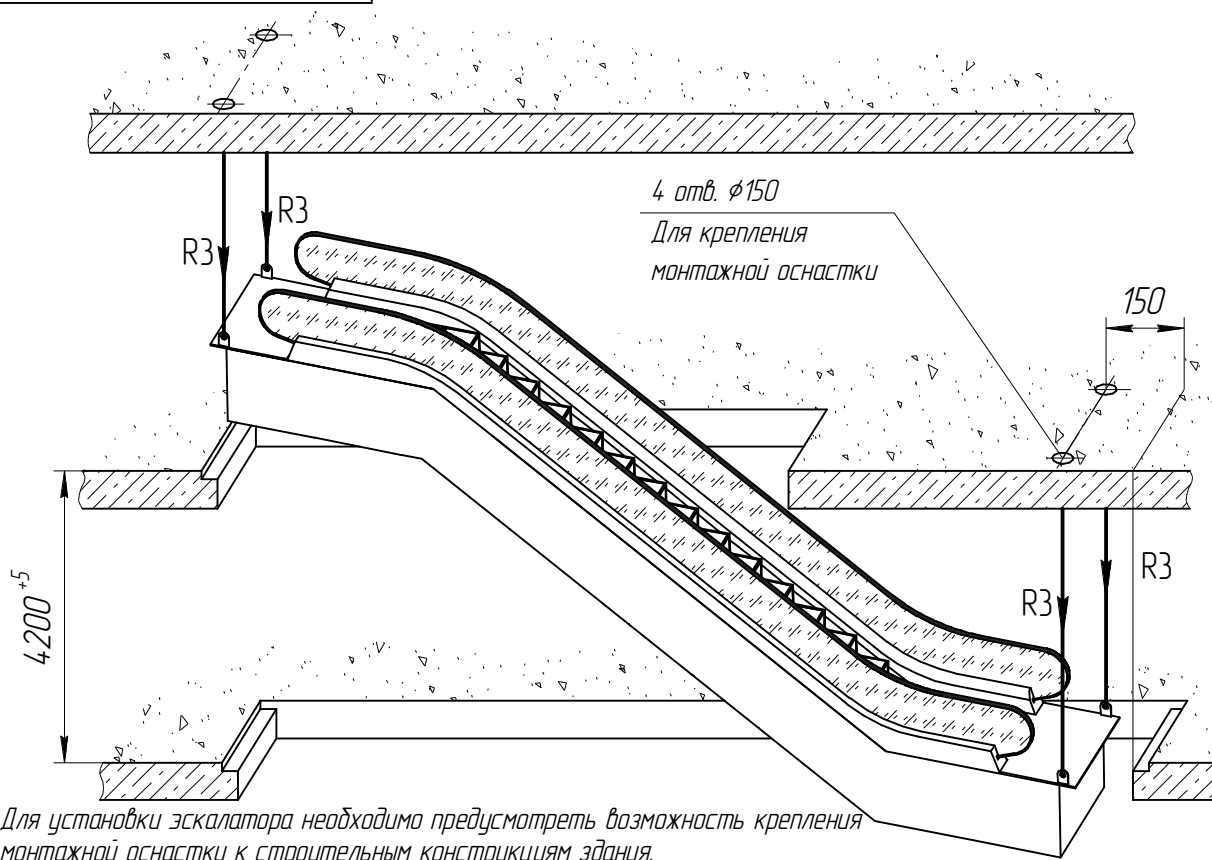 4 отв. ϕ150
Для крепления
монтажной оснастки
150
R3
R3
R3
R3
4200⁺⁵
Для установки эскалатора необходимо предусмотреть возможность крепления
монтажной оснастки к строительным конструкциям здания.